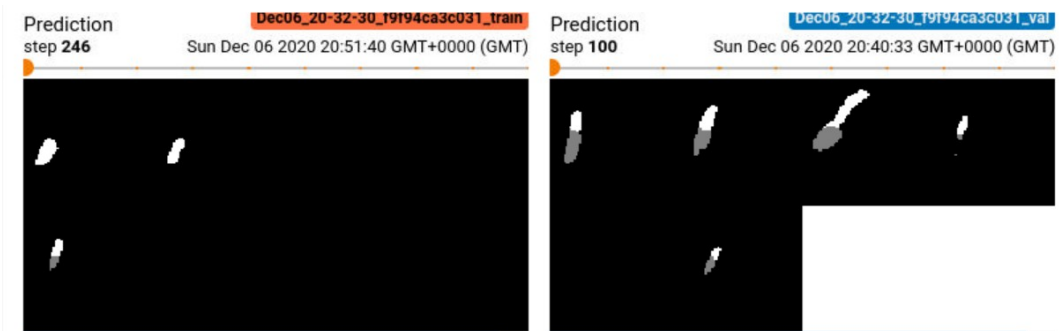 Prediction
Dec06_20-32-30_f9f94ca3c031_train
step 246
Sun Dec 06 2020 20:51:40 GMT+0000 (GMT)
Prediction
Dec06_20-32-30_f9f94ca3c031_val
step 100
Sun Dec 06 2020 20:40:33 GMT+0000 (GMT)